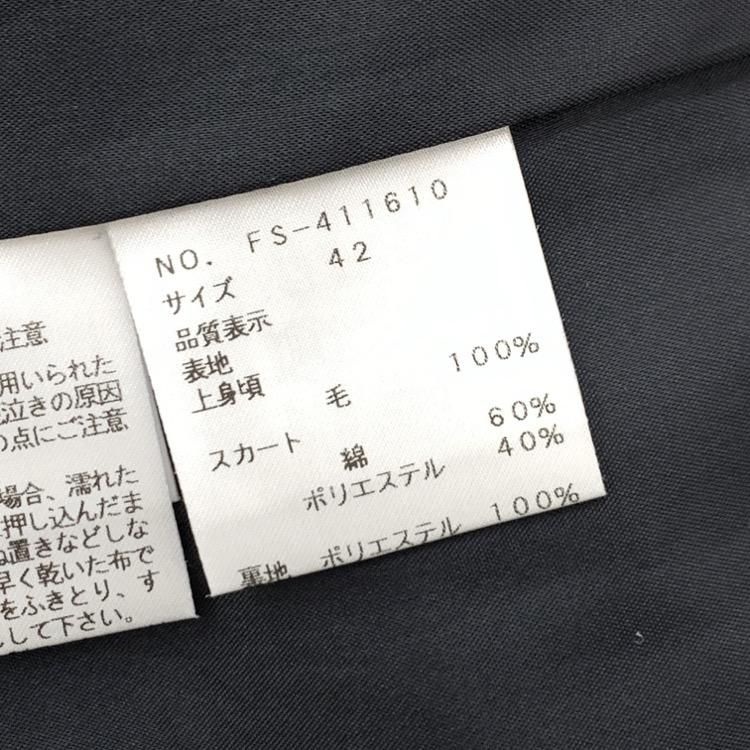 注意
用いられた
泣きの原因
の点にご注意
場合、濡れた
押し込んだま
ね置きなどしな
早く乾いた布で
をふきとり、す
して下さい。
NO. FS-411610
サイズ 42
品質表示
表地
上身頃 毛 100%
スカート 綿 60%
ポリエステル 40%
裏地 ポリエステル 100%